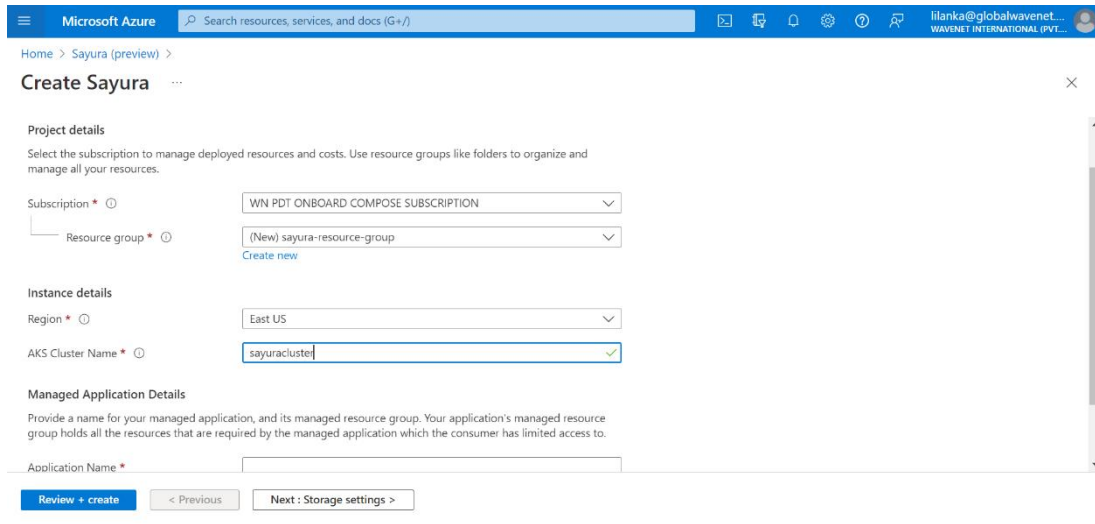 Microsoft Azure
Search resources, services, and docs (G+/)
lilanka@globalwavenet....
WAVENET INTERNATIONAL (PVT....
Home > Sayura (preview) >
Create Sayura ...
Project details
Select the subscription to manage deployed resources and costs. Use resource groups like folders to organize and
manage all your resources.
Subscription *
WN PDT ONBOARD COMPOSE SUBSCRIPTION
Resource group *
(New) sayura-resource-group
Create new
Instance details
Region *
East US
AKS Cluster Name *
sayuracluster
Managed Application Details
Provide a name for your managed application, and its managed resource group. Your application's managed resource
group holds all the resources that are required by the managed application which the consumer has limited access to.
Application Name *
Review + create
< Previous
Next : Storage settings >